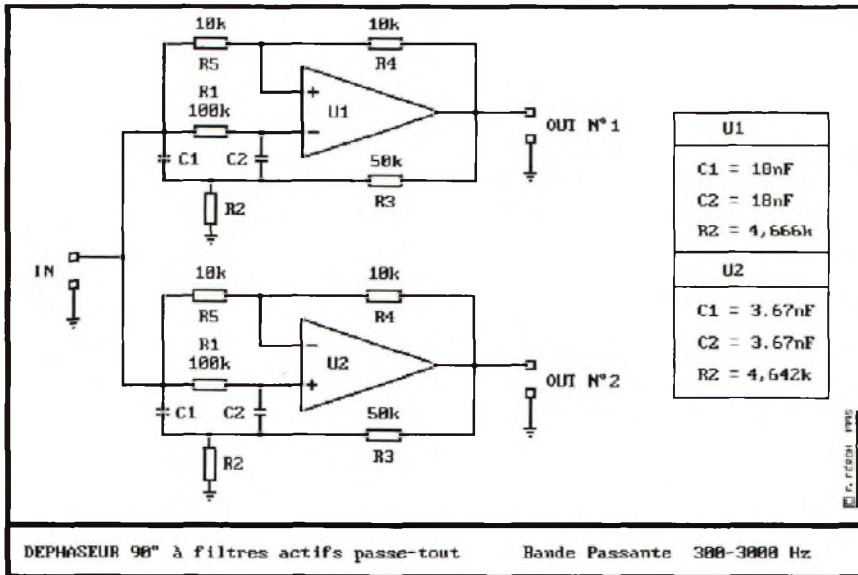 10k
10k
R5
R4
R1
100k
U1
+
-
OUT N°1
C1
C2
50k
R3
R2
IN
10k
10k
R5
R4
R1
100k
U2
-
+
OUT N°2
C1
C2
50k
R3
R2
U1
C1 = 18nF
C2 = 18nF
R2 = 4,666k
U2
C1 = 3.67nF
C2 = 3.67nF
R2 = 4,642k
DEPHASEUR 90° à filtres actifs passe-tout Bande Passante 300-3000 Hz